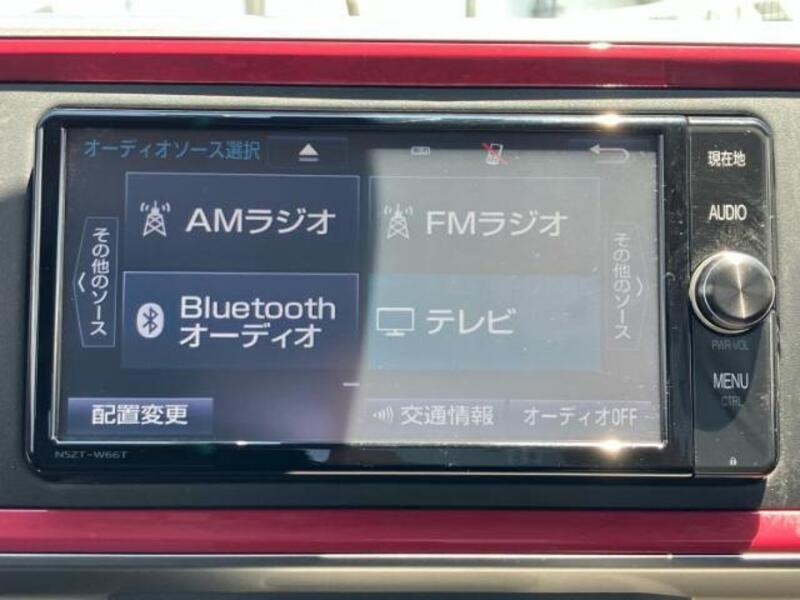 オーディオソース選択
現在地
AMラジオ
FMラジオ
AUDIO
その他のソース
その他のソース
Bluetooth
オーディオ
テレビ
PWR·VOL
MENU
CTRL
配置変更
交通情報
オーディオOFF
NSZT-W66T